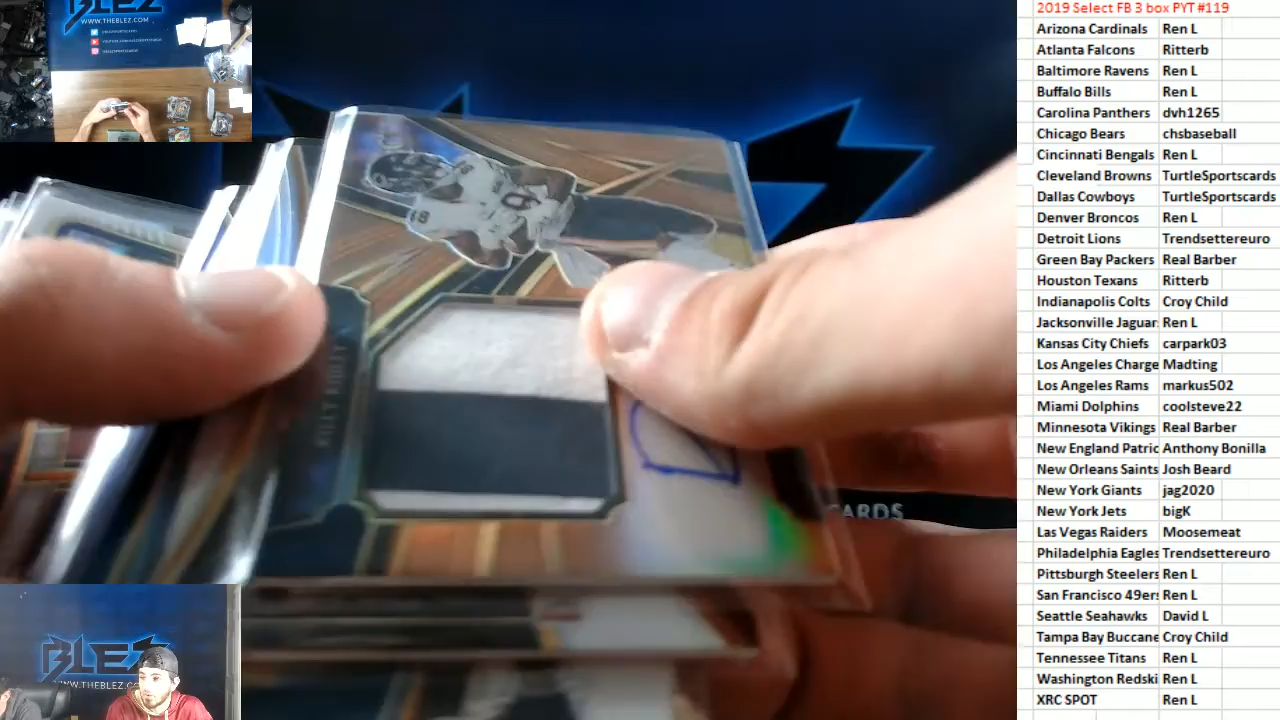 BLEZ
WWW.THEBLEZ.COM
2019 Select FB 3 box PYT #119
Arizona Cardinals Ren L
Atlanta Falcons Ritterb
Baltimore Ravens Ren L
Buffalo Bills Ren L
Carolina Panthers dvh1265
Chicago Bears chsbaseball
Cincinnati Bengals Ren L
Cleveland Browns TurtleSportscards
Dallas Cowboys TurtleSportscards
Denver Broncos Ren L
Detroit Lions Trendsettereuro
Green Bay Packers Real Barber
Houston Texans Ritterb
Indianapolis Colts Croy Child
Jacksonville Jaguar Ren L
Kansas City Chiefs carpark03
Los Angeles Charge Madting
Los Angeles Rams markus502
Miami Dolphins coolsteve22
Minnesota Vikings Real Barber
New England Patric Anthony Bonilla
New Orleans Saints Josh Beard
New York Giants jag2020
New York Jets bigK
Las Vegas Raiders Moosemeat
Philadelphia Eagles Trendsettereuro
Pittsburgh Steelers Ren L
San Francisco 49ers Ren L
Seattle Seahawks David L
Tampa Bay Buccane Croy Child
Tennessee Titans Ren L
Washington Redski Ren L
XRC SPOT Ren L
CARDS
BLEZ
WWW.THEBLEZ.CO